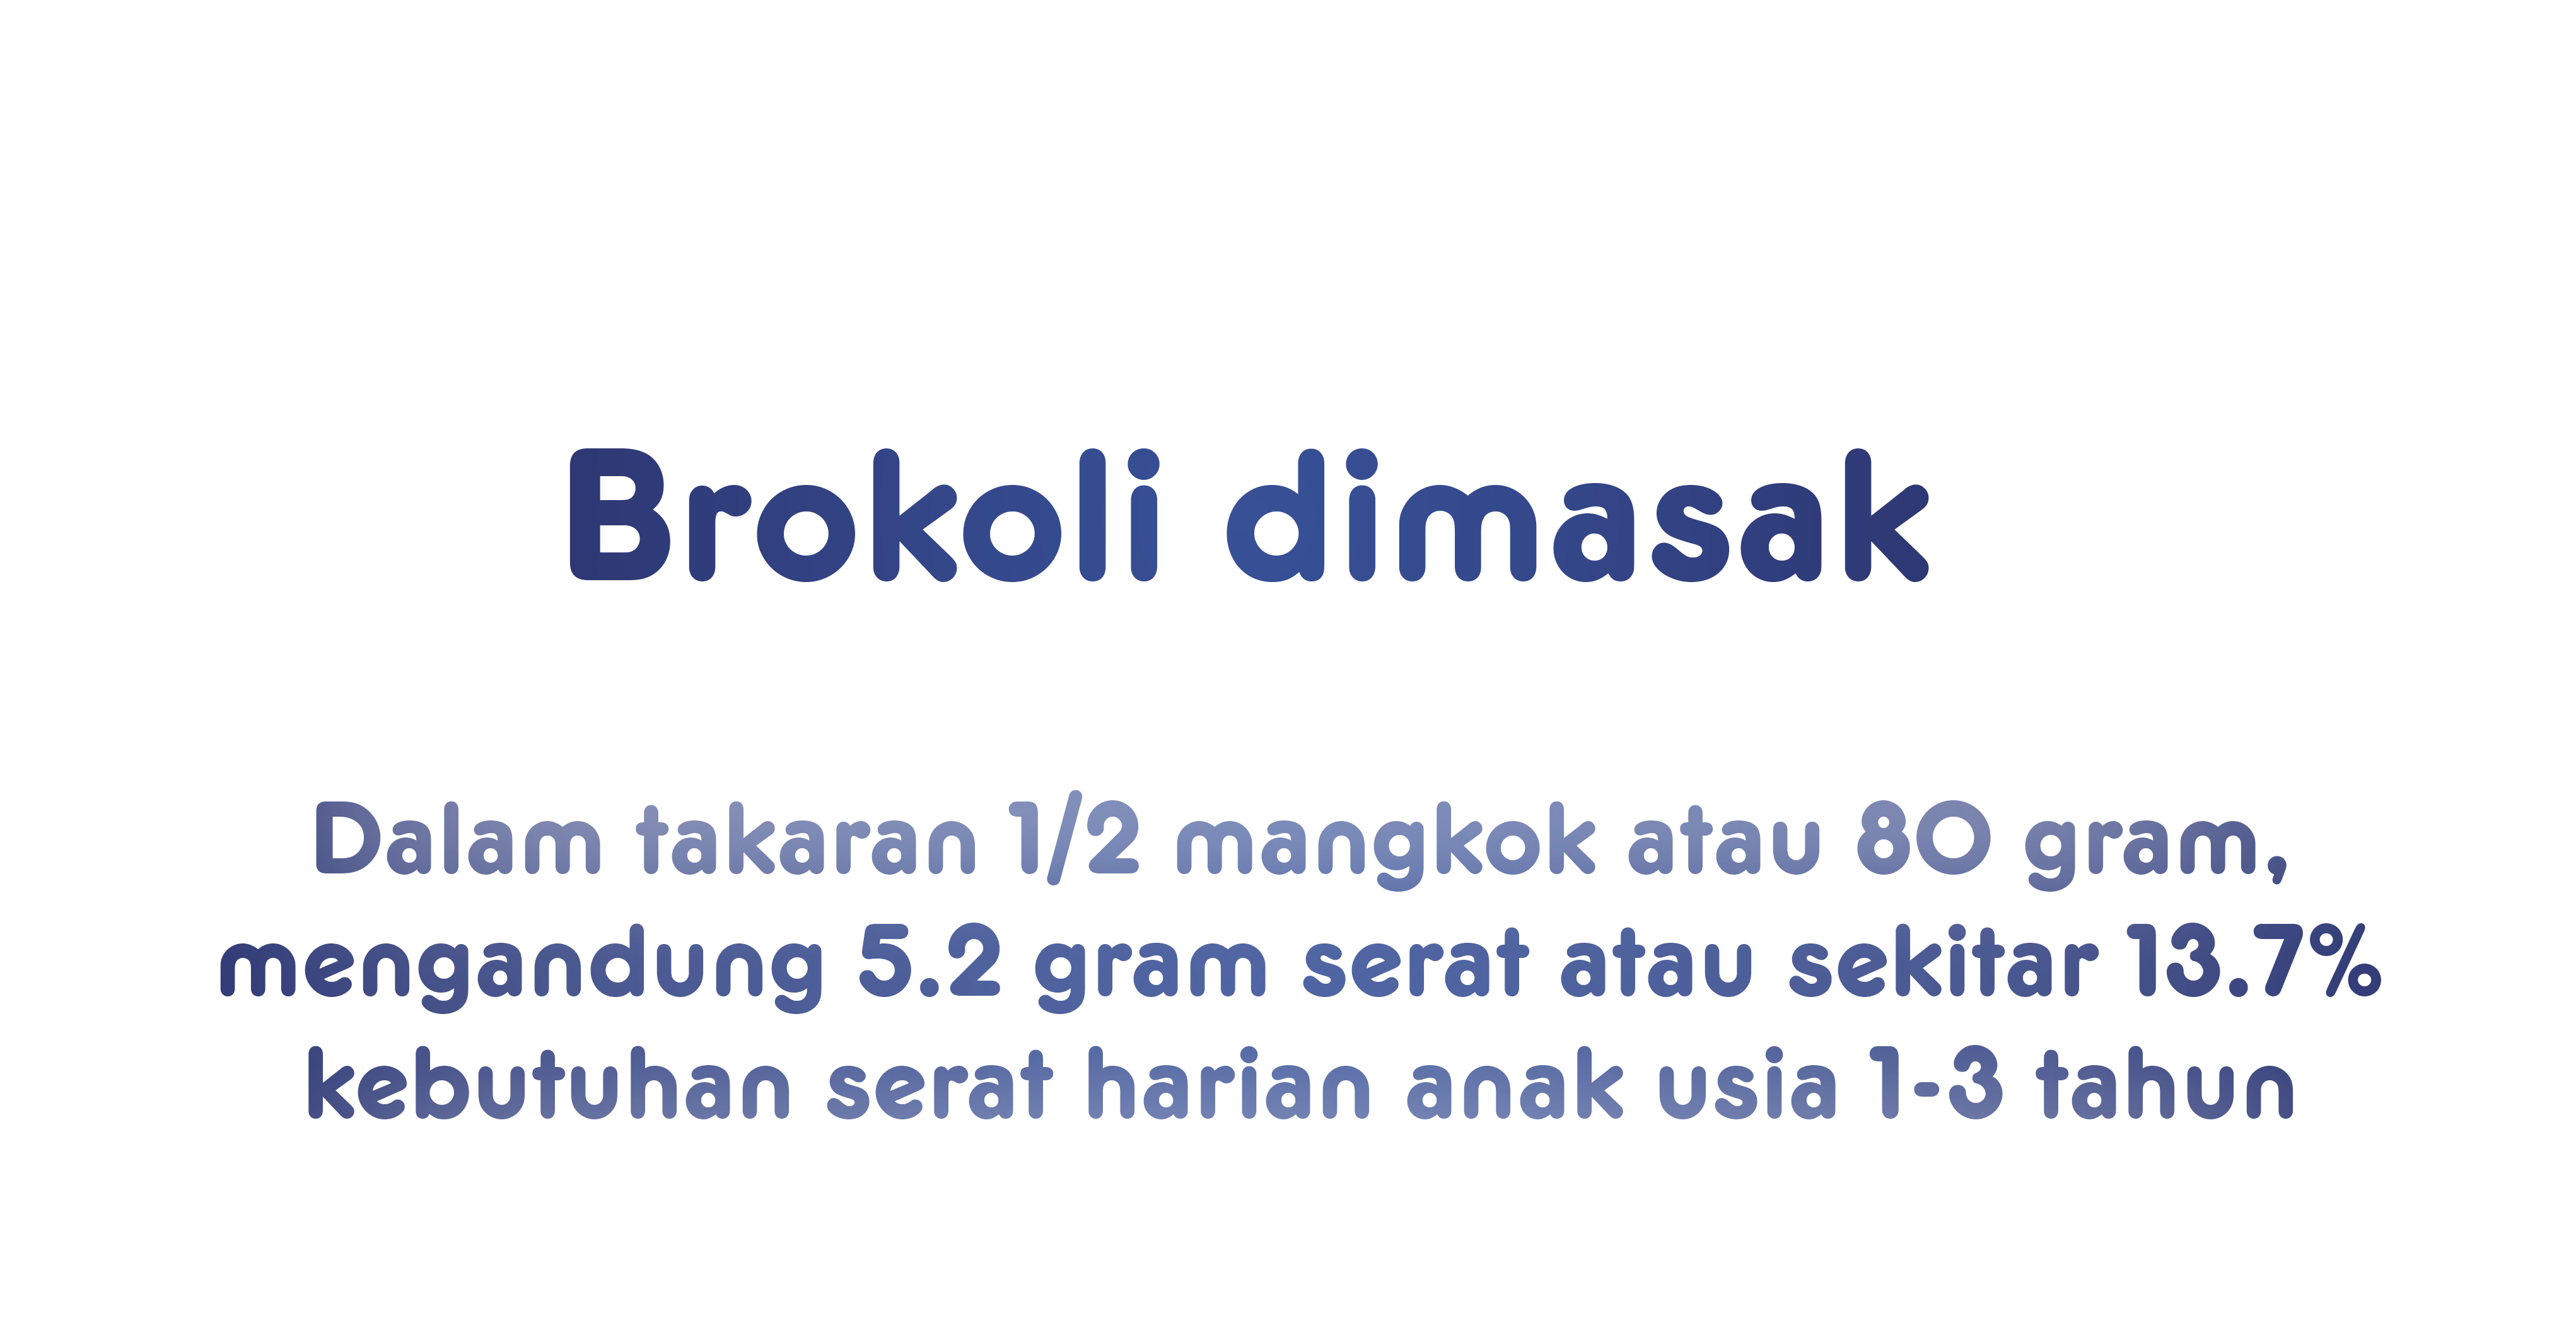 Brokoli dimasak
Dalam takaran 1/2 mangkok atau 80 gram,
mengandung 5.2 gram serat atau sekitar 13.7%
kebutuhan serat harian anak usia 1-3 tahun